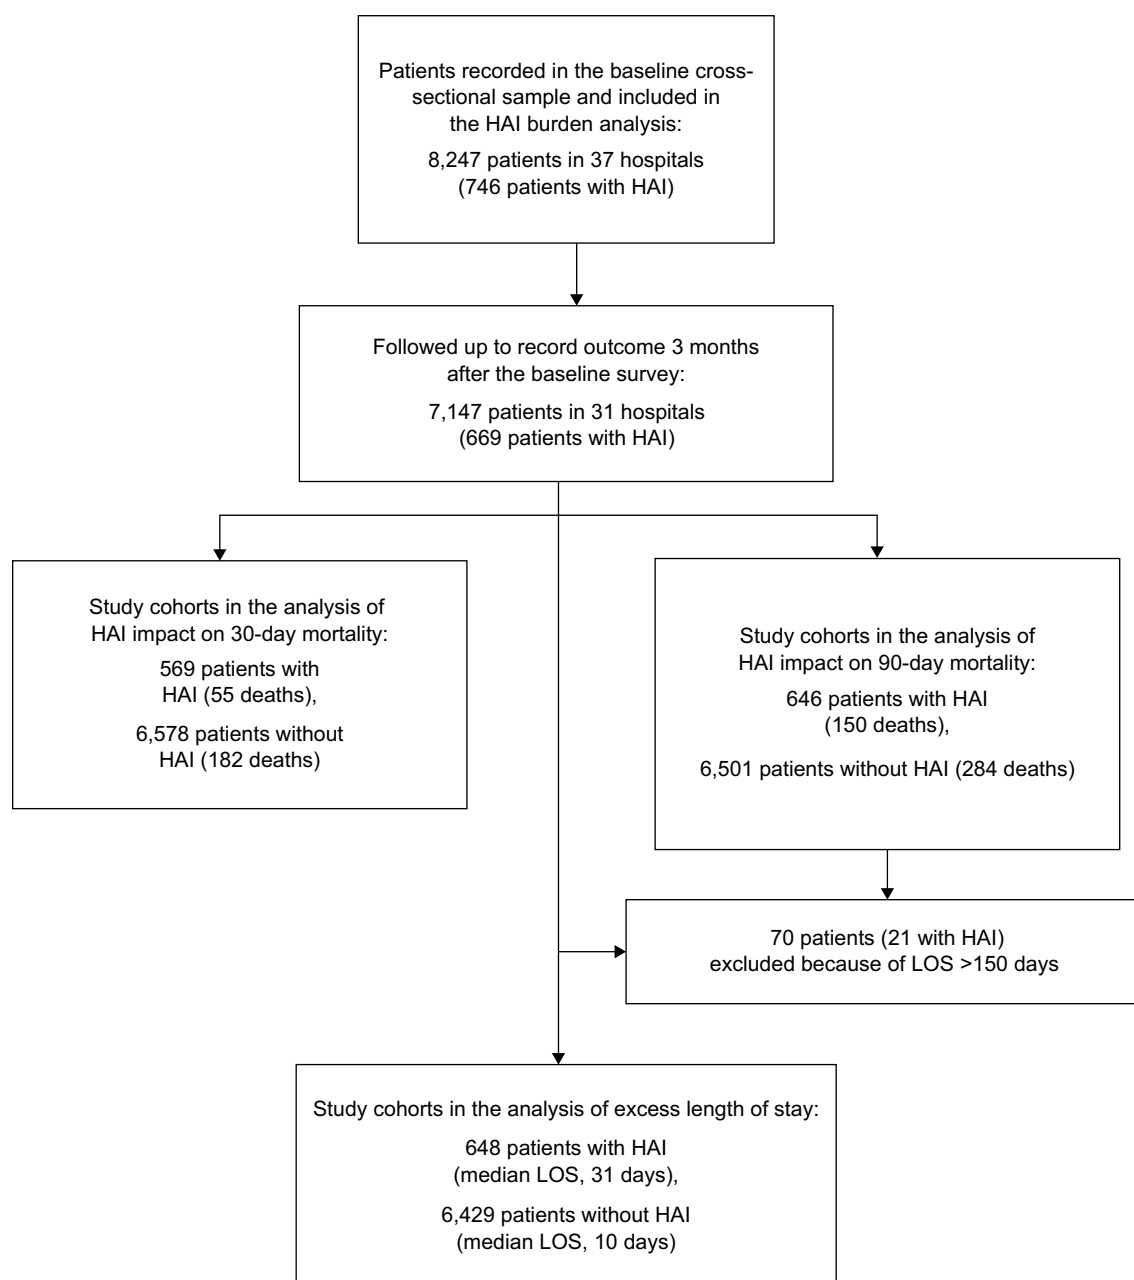 Patients recorded in the baseline cross-
sectional sample and included in
the HAI burden analysis:
8,247 patients in 37 hospitals
(746 patients with HAI)
Followed up to record outcome 3 months
after the baseline survey:
7,147 patients in 31 hospitals
(669 patients with HAI)
Study cohorts in the analysis of
HAI impact on 30-day mortality:
569 patients with
HAI (55 deaths),
6,578 patients without
HAI (182 deaths)
Study cohorts in the analysis of
HAI impact on 90-day mortality:
646 patients with HAI
(150 deaths),
6,501 patients without HAI (284 deaths)
70 patients (21 with HAI)
excluded because of LOS >150 days
Study cohorts in the analysis of excess length of stay:
648 patients with HAI
(median LOS, 31 days),
6,429 patients without HAI
(median LOS, 10 days)